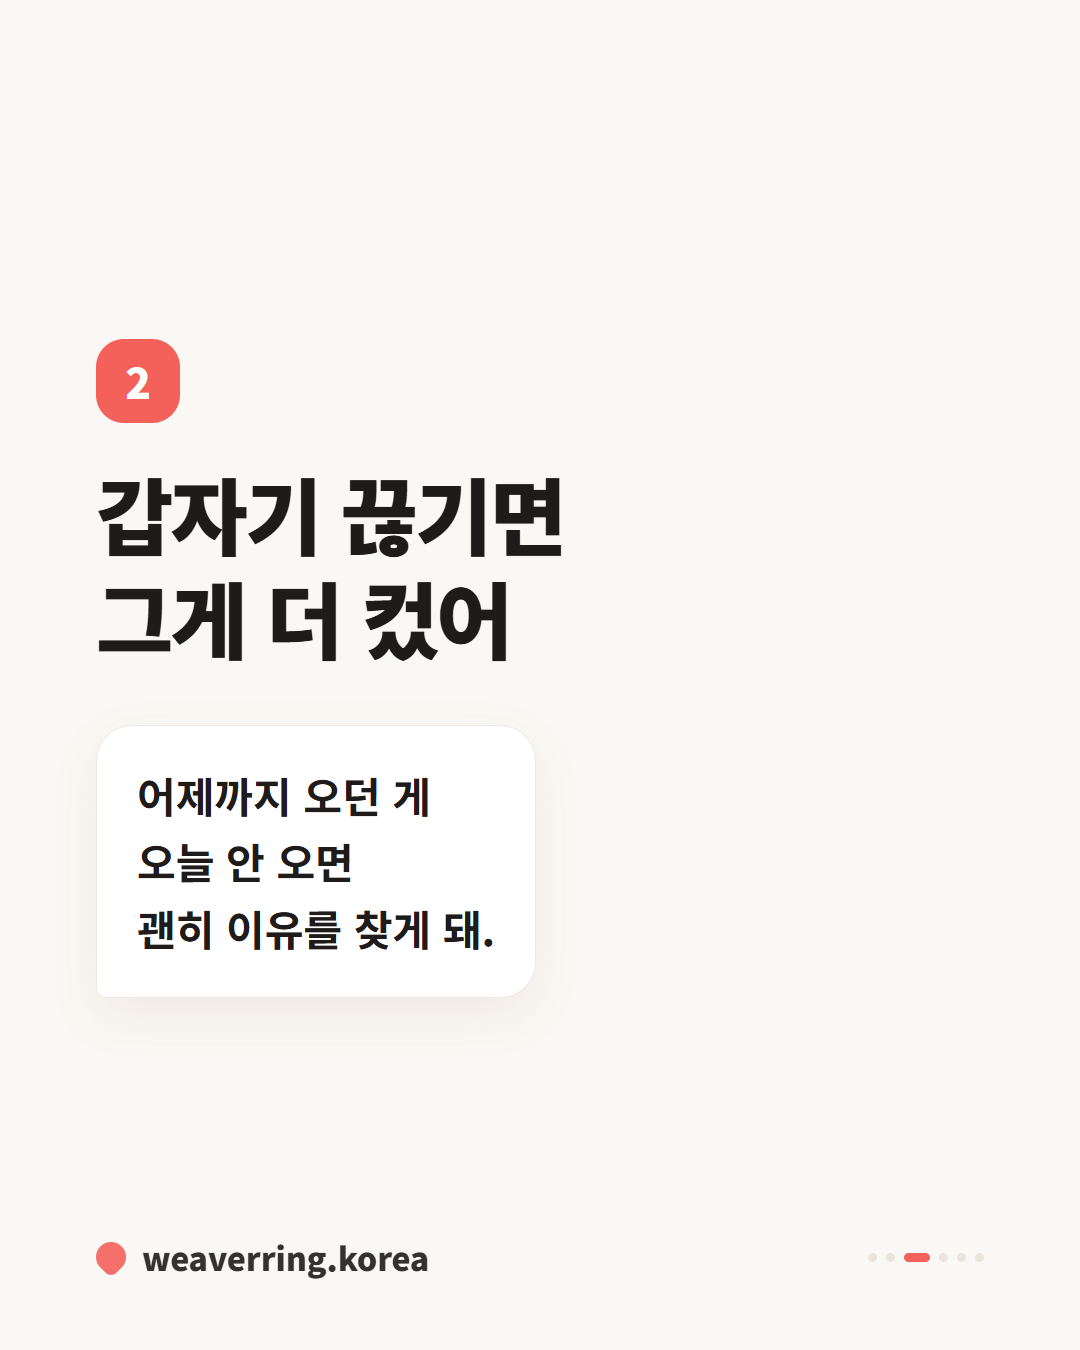 2
갑자기 끊기면
그게 더 컸어
어제까지 오던 게
오늘 안 오면
괜히 이유를 찾게 돼.
weaverring.korea